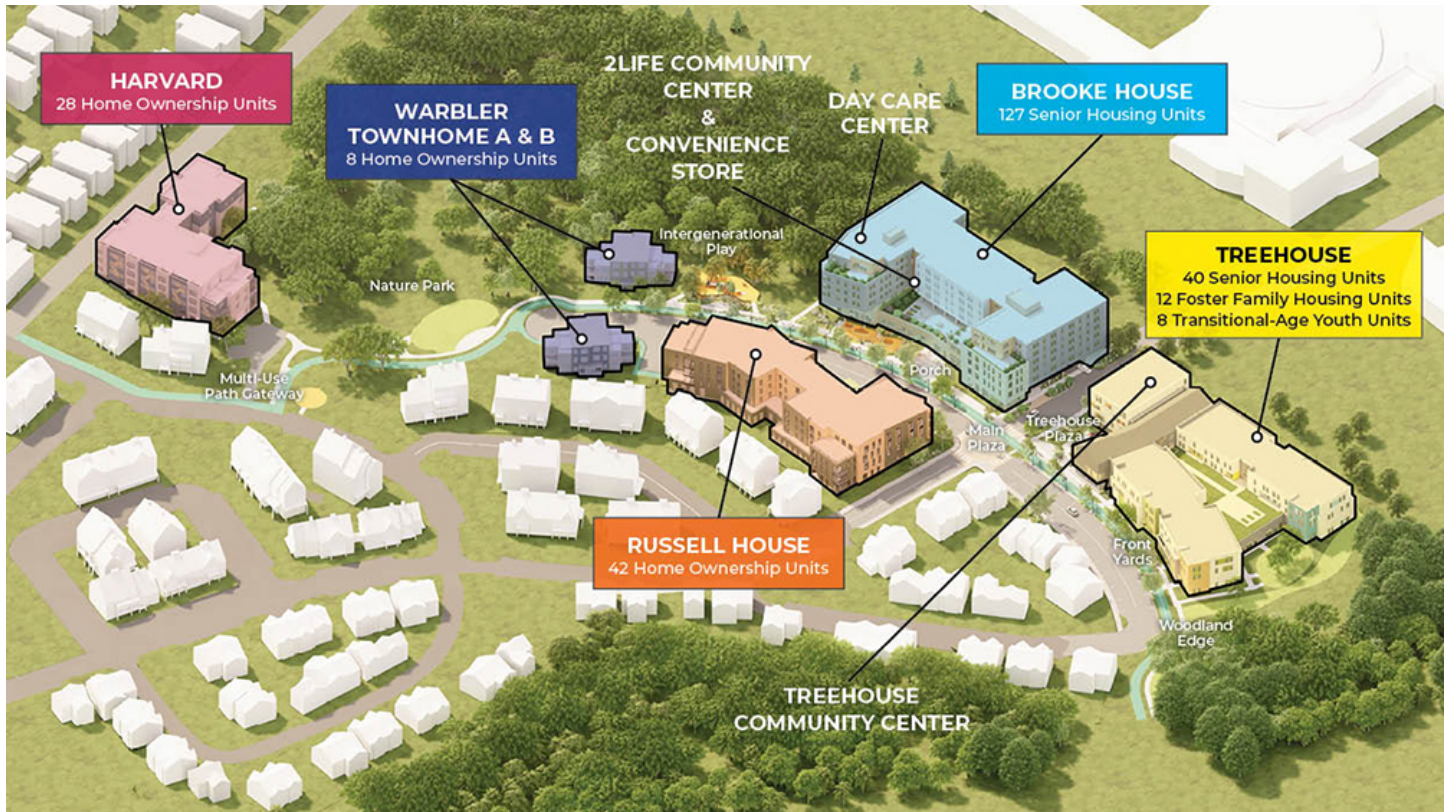 HARVARD
28 Home Ownership Units
WARBLER
TOWNHOME A & B
8 Home Ownership Units
2LIFE COMMUNITY
CENTER
&
CONVENIENCE
STORE
DAY CARE
CENTER
BROOKE HOUSE
127 Senior Housing Units
TREEHOUSE
40 Senior Housing Units
12 Foster Family Housing Units
8 Transitional-Age Youth Units
Intergenerational
Play
Nature Park
Multi-Use
Path Gateway
Porch
Main
Plaza
Treehouse
Plaza
RUSSELL HOUSE
42 Home Ownership Units
Front
Yards
Woodland
Edge
TREEHOUSE
COMMUNITY CENTER